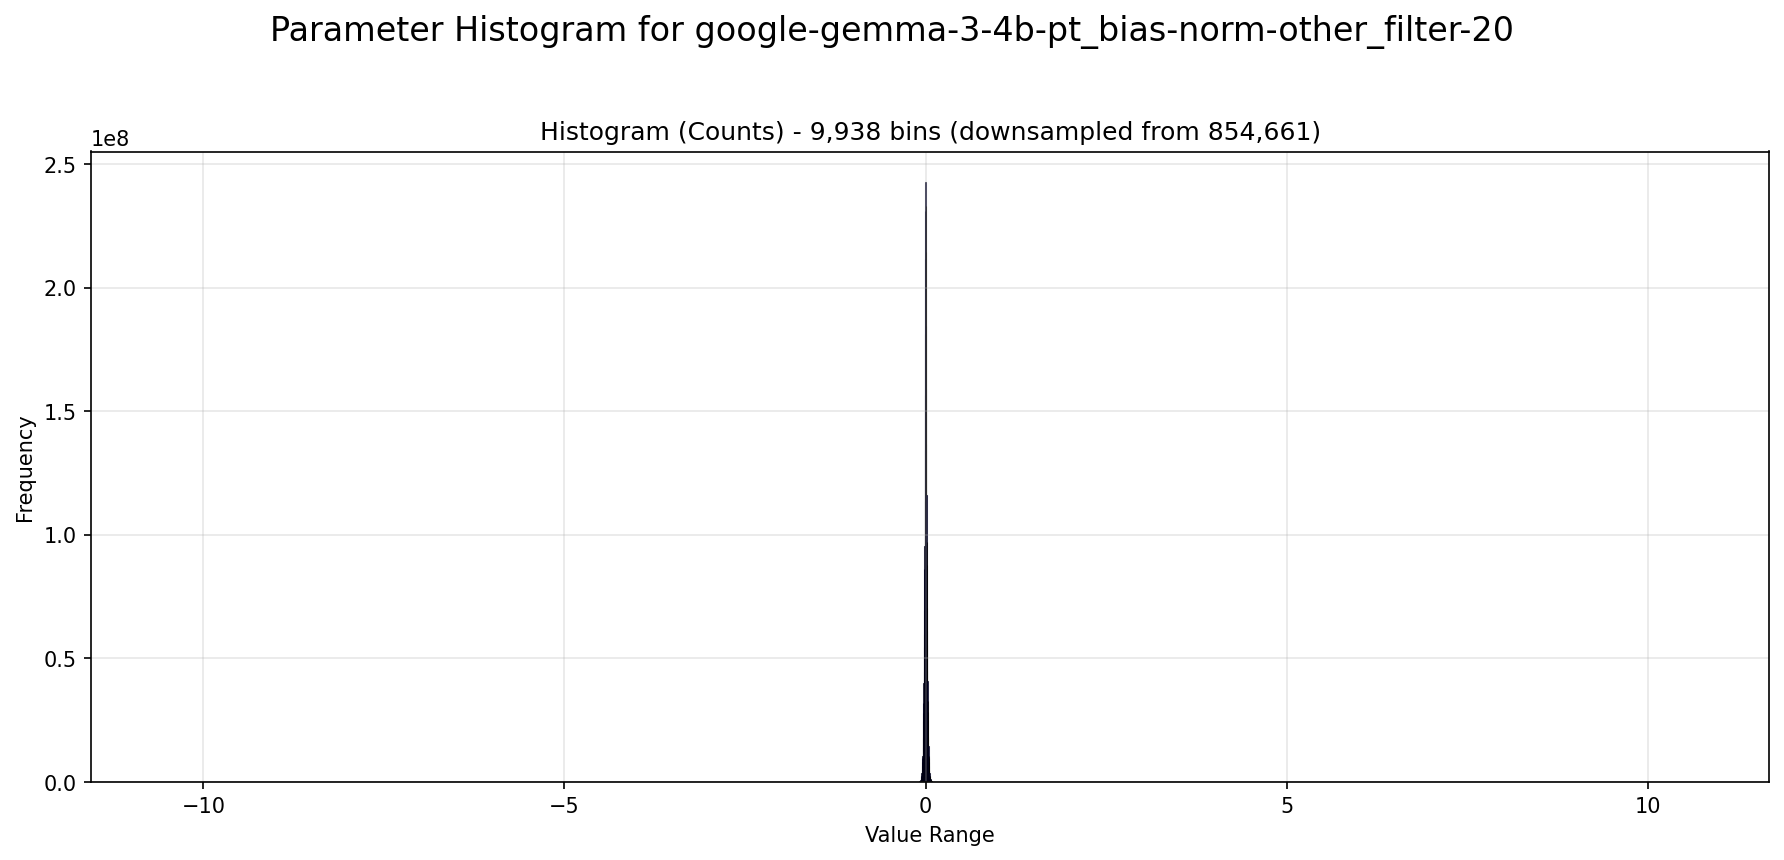 Parameter Histogram for google-gemma-3-4b-pt_bias-norm-other_filter-20
Histogram (Counts) - 9,938 bins (downsampled from 854,661)
1e8
2.5
2.0
1.5
1.0
0.5
0.0
Frequency
−10
−5
0
5
10
Value Range